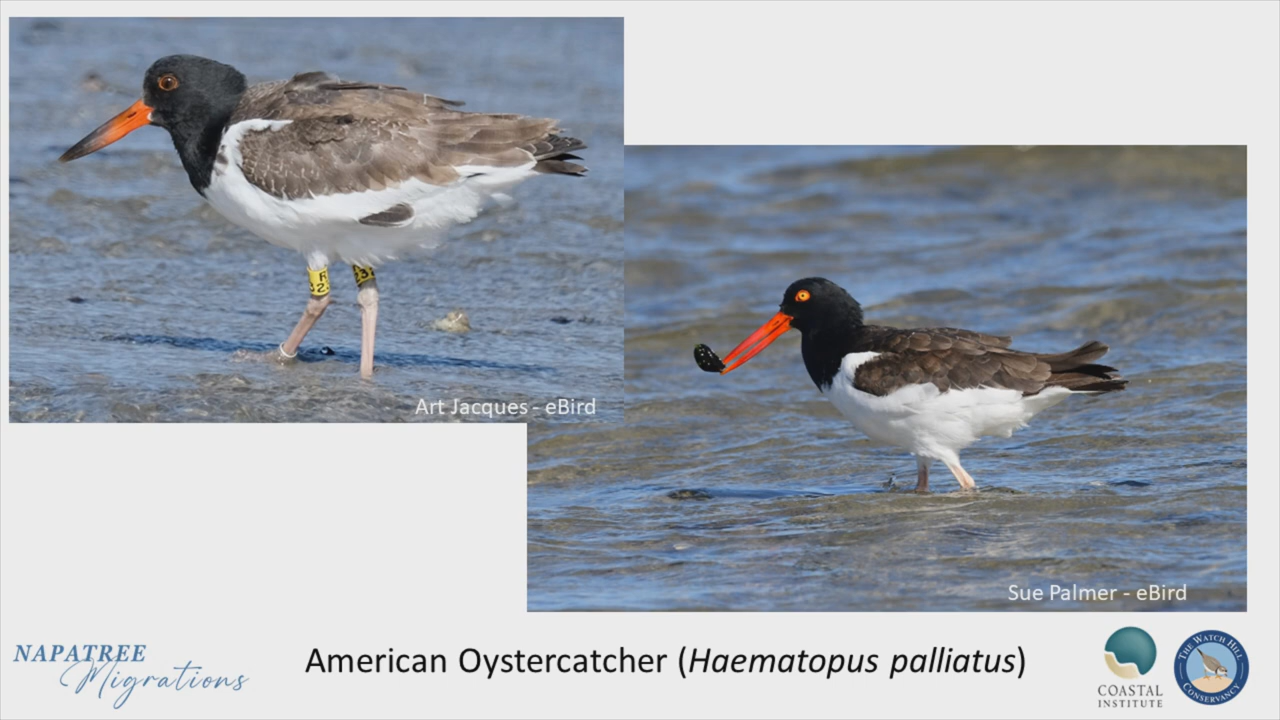 R
Art Jacques - eBird
Sue Palmer - eBird
NAPATREE
Migrations
American Oystercatcher (Haematopus palliatus)
COASTAL
INSTITUTE
THE WATCH HILL
CONSERVANCY